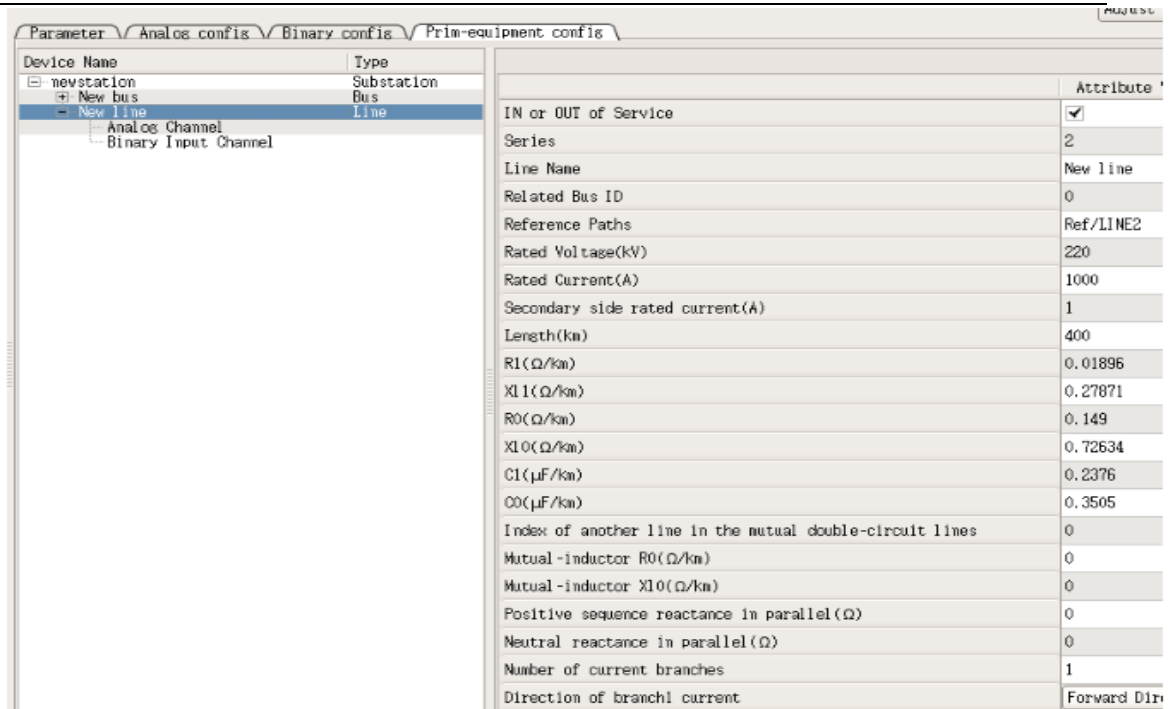 Adjust
Parameter Analog config Binary config Prim-equipment config
Device Name Type
newstation Substation
New bus Bus
New line Line
Analog Channel
Binary Input Channel
Attribute
IN or OUT of Service
Series 2
Line Name New line
Related Bus ID 0
Reference Paths Ref/LINE2
Rated Voltage(kV) 220
Rated Current(A) 1000
Secondary side rated current(A) 1
Length(km) 400
R1(Ω/km) 0.01896
Xl1(Ω/km) 0.27871
R0(Ω/km) 0.149
Xl0(Ω/km) 0.72634
C1(μF/km) 0.2376
C0(μF/km) 0.3505
Index of another line in the mutual double-circuit lines 0
Mutual-inductor R0(Ω/km) 0
Mutual-inductor Xl0(Ω/km) 0
Positive sequence reactance in parallel(Ω) 0
Neutral reactance in parallel(Ω) 0
Number of current branches 1
Direction of branch1 current Forward Dir